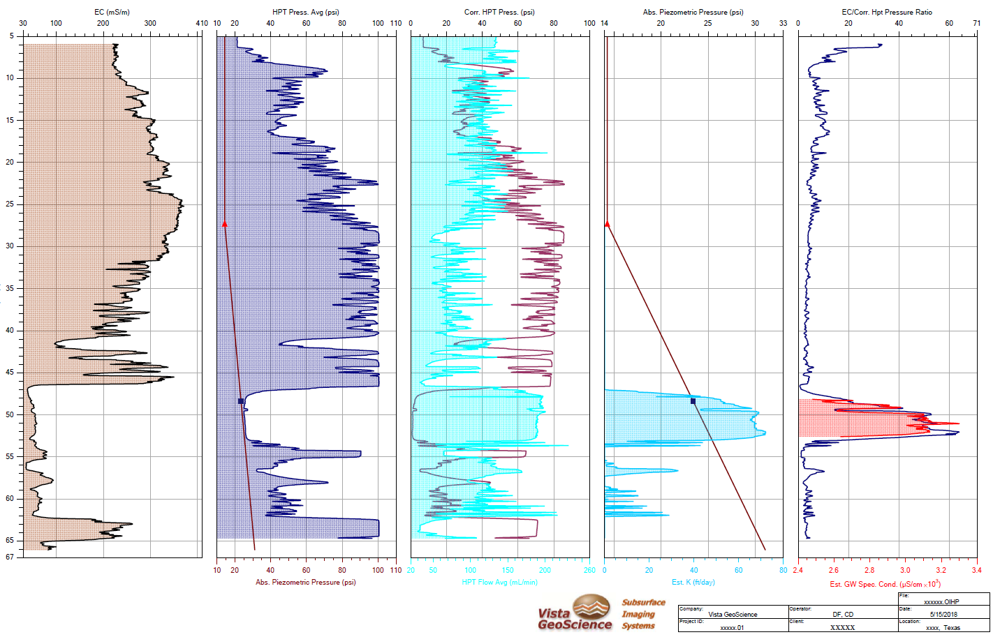 EC (mS/m)
HPT Press. Avg (psi)
Corr. HPT Press. (psi)
Abs. Piezometric Pressure (psi)
EC/Corr. Hpt Pressure Ratio
30 100 200 300 410
10 20 40 60 80 100 110
0 20 40 60 80 100
14 20 25 30 33
0 20 40 60 71
5
10
15
20
25
30
35
40
45
50
55
60
65
67
10 20 40 60 80 100 110
20 50 100 150 200 260
0 20 40 60 80
2.4 2.6 2.8 3.0 3.2 3.4
Abs. Piezometric Pressure (psi)
HPT Flow Avg (mL/min)
Est. K (ft/day)
Est. GW Spec. Cond. (µS/cm ×10³)
Vista
GeoScience
Subsurface
Imaging
Systems
File:
xxxxxx.OIHP
Company:
Vista GeoScience
Operator:
DF, CD
Date:
5/15/2018
Project ID:
xxxxx.01
Client:
XXXXX
Location:
xxxx, Texas